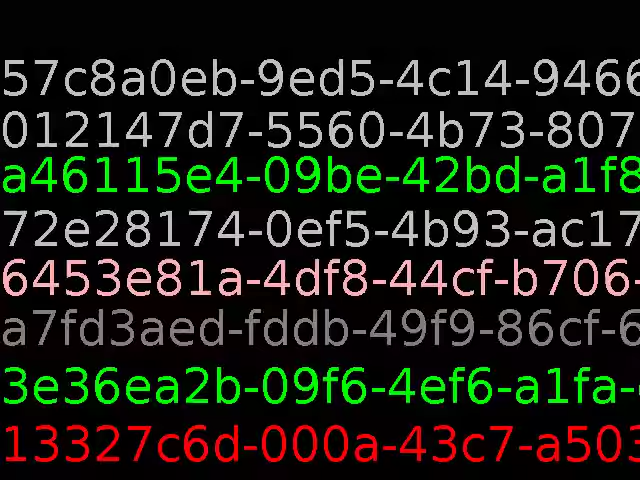 57c8a0eb-9ed5-4c14-9466
012147d7-5560-4b73-807
a46115e4-09be-42bd-a1f8
72e28174-0ef5-4b93-ac17
6453e81a-4df8-44cf-b706-
a7fd3aed-fddb-49f9-86cf-6
3e36ea2b-09f6-4ef6-a1fa-
13327c6d-000a-43c7-a503